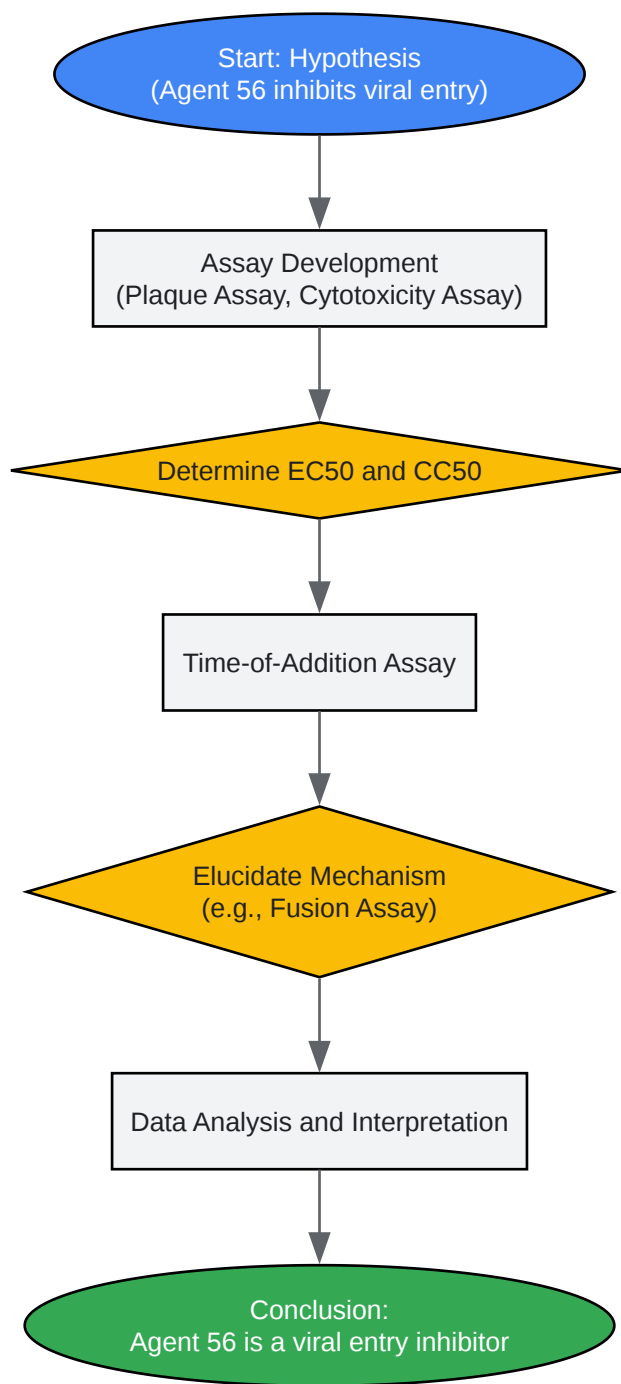 Start: Hypothesis
(Agent 56 inhibits viral entry)
Assay Development
(Plaque Assay, Cytotoxicity Assay)
Determine EC50 and CC50
Time-of-Addition Assay
Elucidate Mechanism
(e.g., Fusion Assay)
Data Analysis and Interpretation
Conclusion:
Agent 56 is a viral entry inhibitor